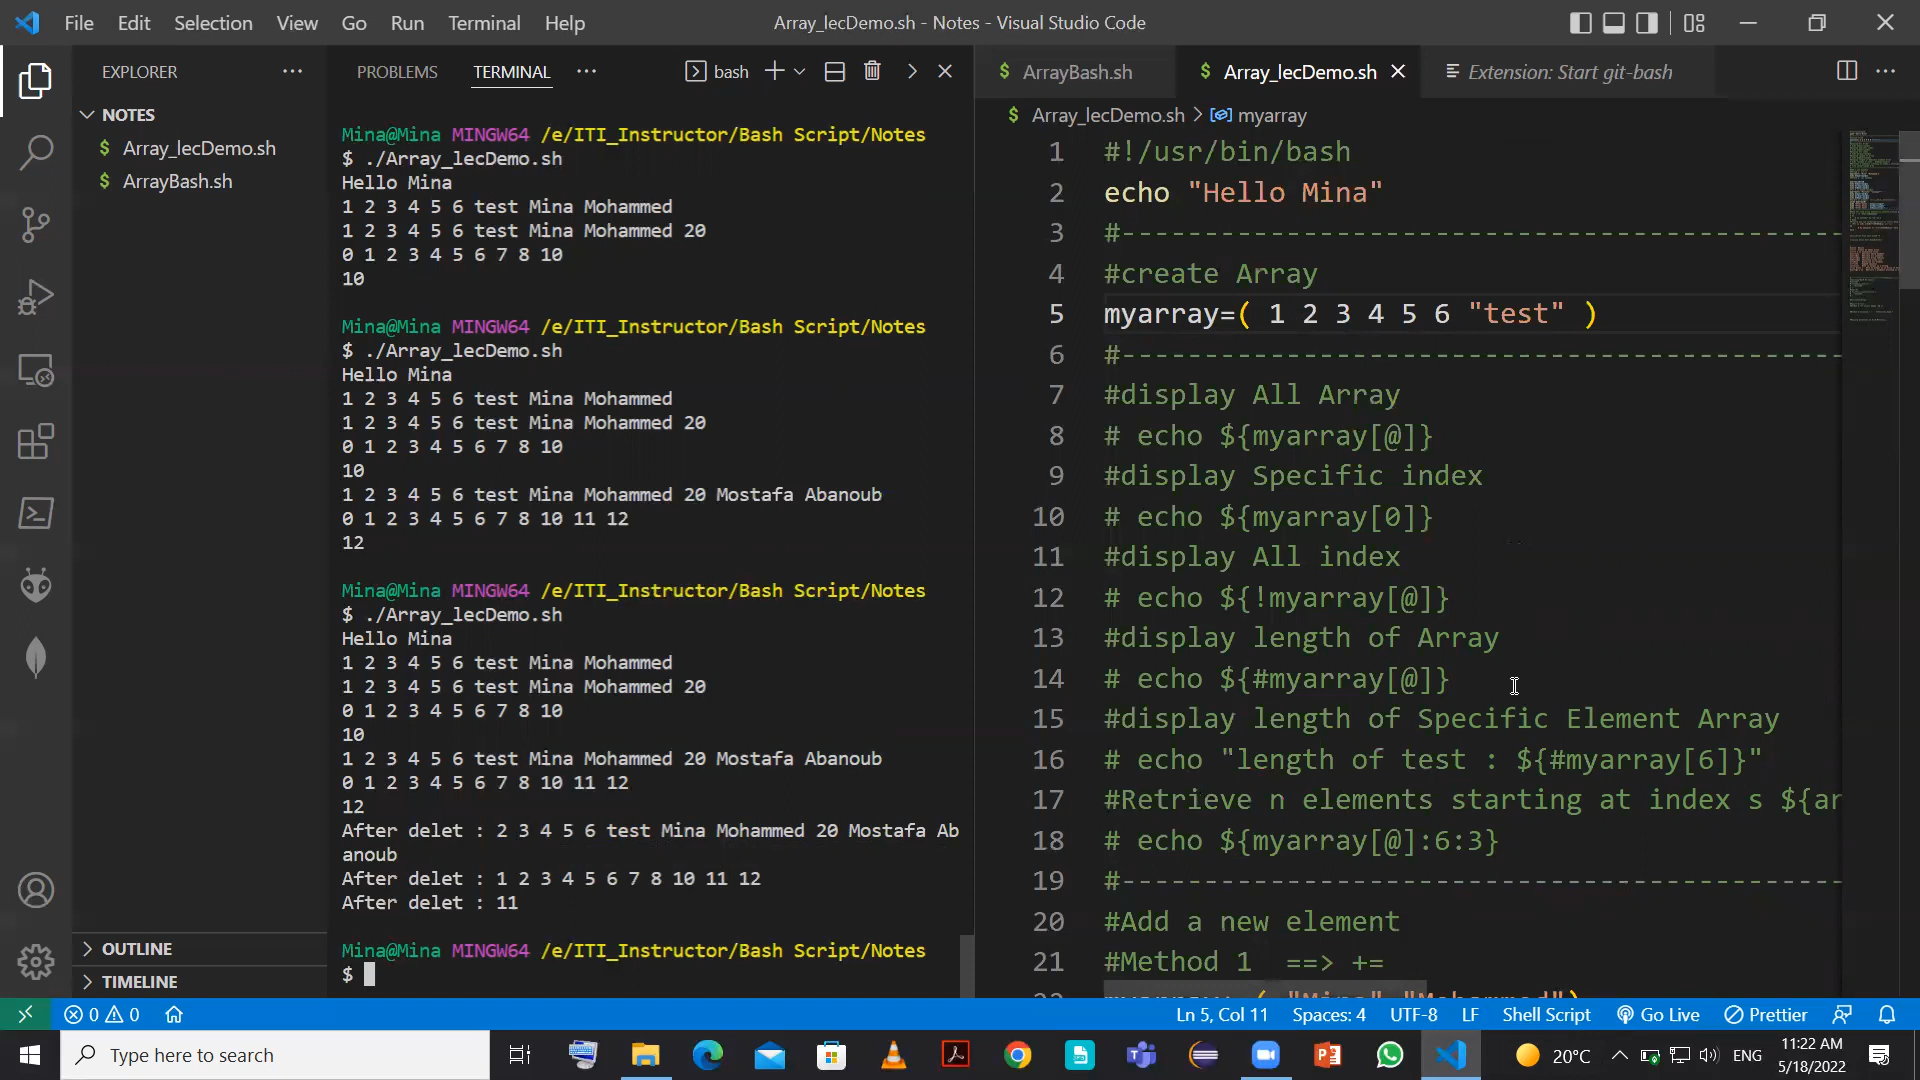 File Edit Selection View Go Run Terminal Help
Array_lecDemo.sh - Notes - Visual Studio Code
EXPLORER
NOTES
$ Array_lecDemo.sh
$ ArrayBash.sh
OUTLINE
TIMELINE
PROBLEMS TERMINAL bash
Mina@Mina MINGW64 /e/ITI_Instructor/Bash Script/Notes
$ ./Array_lecDemo.sh
Hello Mina
1 2 3 4 5 6 test Mina Mohammed
1 2 3 4 5 6 test Mina Mohammed 20
0 1 2 3 4 5 6 7 8 10
10
Mina@Mina MINGW64 /e/ITI_Instructor/Bash Script/Notes
$ ./Array_lecDemo.sh
Hello Mina
1 2 3 4 5 6 test Mina Mohammed
1 2 3 4 5 6 test Mina Mohammed 20
0 1 2 3 4 5 6 7 8 10
10
1 2 3 4 5 6 test Mina Mohammed 20 Mostafa Abanoub
0 1 2 3 4 5 6 7 8 10 11 12
12
Mina@Mina MINGW64 /e/ITI_Instructor/Bash Script/Notes
$ ./Array_lecDemo.sh
Hello Mina
1 2 3 4 5 6 test Mina Mohammed
1 2 3 4 5 6 test Mina Mohammed 20
0 1 2 3 4 5 6 7 8 10
10
1 2 3 4 5 6 test Mina Mohammed 20 Mostafa Abanoub
0 1 2 3 4 5 6 7 8 10 11 12
12
After delet : 2 3 4 5 6 test Mina Mohammed 20 Mostafa Ab
anoub
After delet : 1 2 3 4 5 6 7 8 10 11 12
After delet : 11
Mina@Mina MINGW64 /e/ITI_Instructor/Bash Script/Notes
$
$ ArrayBash.sh $ Array_lecDemo.sh Extension: Start git-bash
$ Array_lecDemo.sh > myarray
1 #!/usr/bin/bash
2 echo "Hello Mina"
3 #--------------------------------------------
4 #create Array
5 myarray=( 1 2 3 4 5 6 "test" )
6 #--------------------------------------------
7 #display All Array
8 # echo ${myarray[@]}
9 #display Specific index
10 # echo ${myarray[0]}
11 #display All index
12 # echo ${!myarray[@]}
13 #display length of Array
14 # echo ${#myarray[@]}
15 #display length of Specific Element Array
16 # echo "length of test : ${#myarray[6]}"
17 #Retrieve n elements starting at index s ${ar
18 # echo ${myarray[@]:6:3}
19 #--------------------------------------------
20 #Add a new element
21 #Method 1  ==> +=
0 0 Ln 5, Col 11 Spaces: 4 UTF-8 LF Shell Script Go Live Prettier
Type here to search
20°C ENG 11:22 AM
5/18/2022